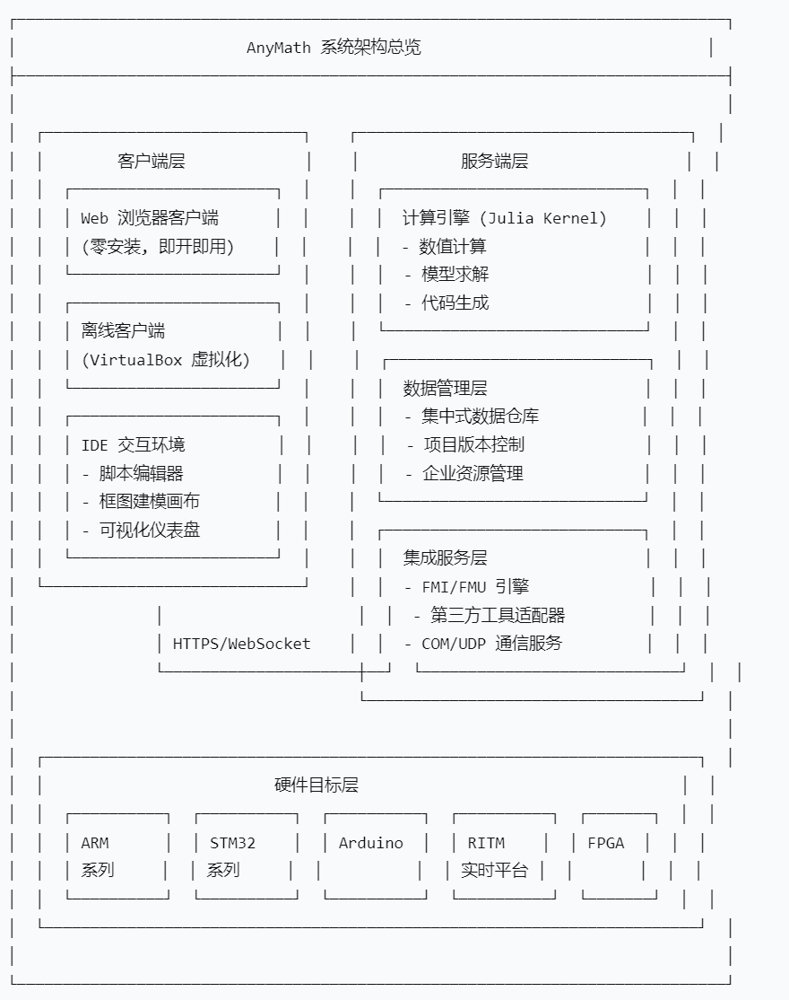 AnyMath 系统架构总览
客户端层
Web 浏览器客户端
(零安装, 即开即用)
离线客户端
(VirtualBox 虚拟化)
IDE 交互环境
- 脚本编辑器
- 框图建模画布
- 可视化仪表盘
HTTPS/WebSocket
服务端层
计算引擎 (Julia Kernel)
- 数值计算
- 模型求解
- 代码生成
数据管理层
- 集中式数据仓库
- 项目版本控制
- 企业资源管理
集成服务层
- FMI/FMU 引擎
- 第三方工具适配器
- COM/UDP 通信服务
硬件目标层
ARM
系列
STM32
系列
Arduino
RITM
实时平台
FPGA